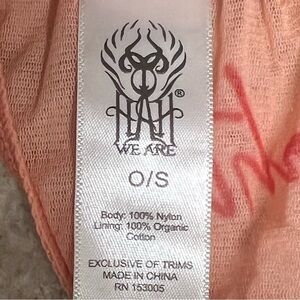 HAH®
WE ARE
O/S
Body: 100% Nylon
Lining: 100% Organic
Cotton
EXCLUSIVE OF TRIMS
MADE IN CHINA
RN 153005